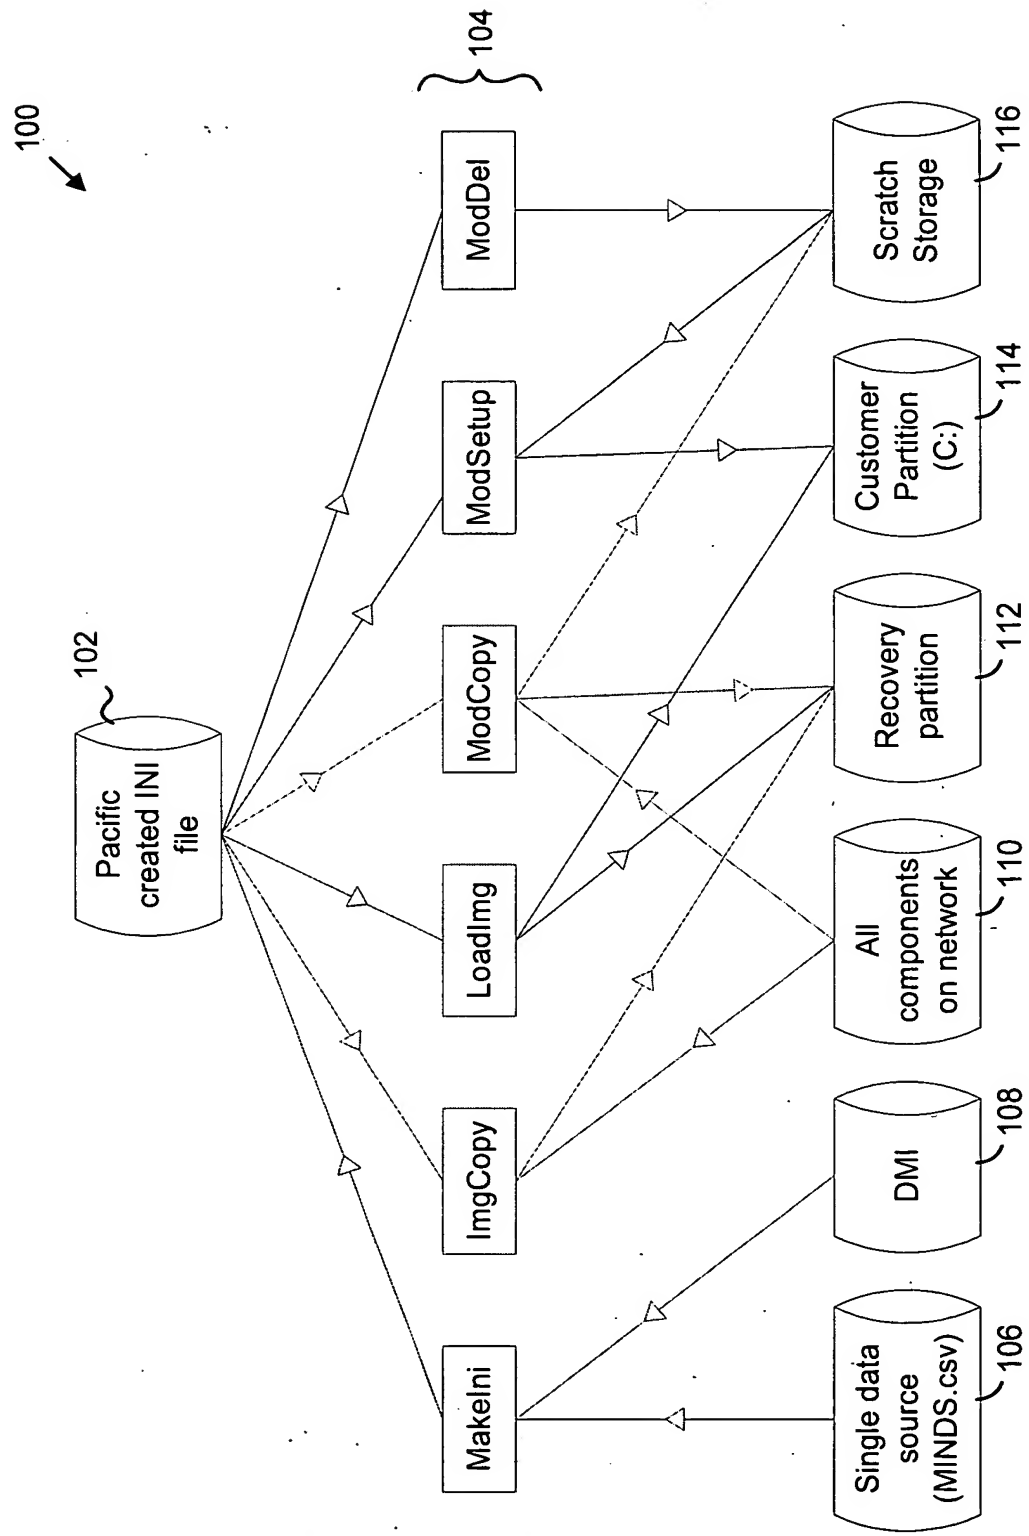 100
102
Pacific
created INI
file
104
MakeIni
ImgCopy
LoadImg
ModCopy
ModSetup
ModDel
Single data
source
(MINDS.csv)
106
DMI
108
All
components
on network
110
Recovery
partition
112
Customer
Partition
(C:)
114
Scratch
Storage
116